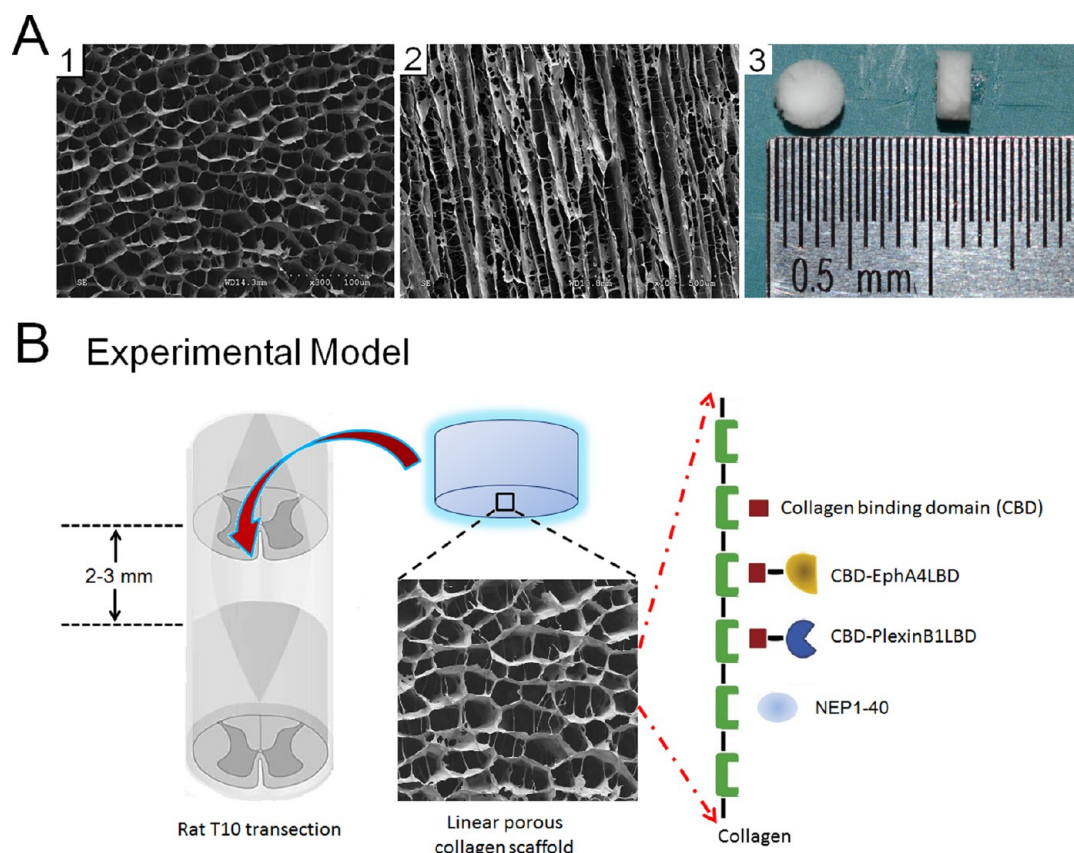 A
1
2
3
SE WD14.3mm x300 100um
SE 500um
0.5 mm
B Experimental Model
2-3 mm
Rat T10 transection
Linear porous
collagen scaffold
Collagen binding domain (CBD)
CBD-EphA4LBD
CBD-PlexinB1LBD
NEP1-40
Collagen